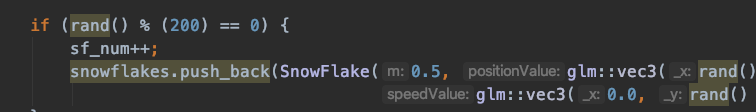 if (rand() % (200) == 0) {
sf_num++;
snowflakes.push_back(SnowFlake( m: 0.5, positionValue: glm::vec3( _x: rand()
speedValue: glm::vec3( _x: 0.0, _y: rand()